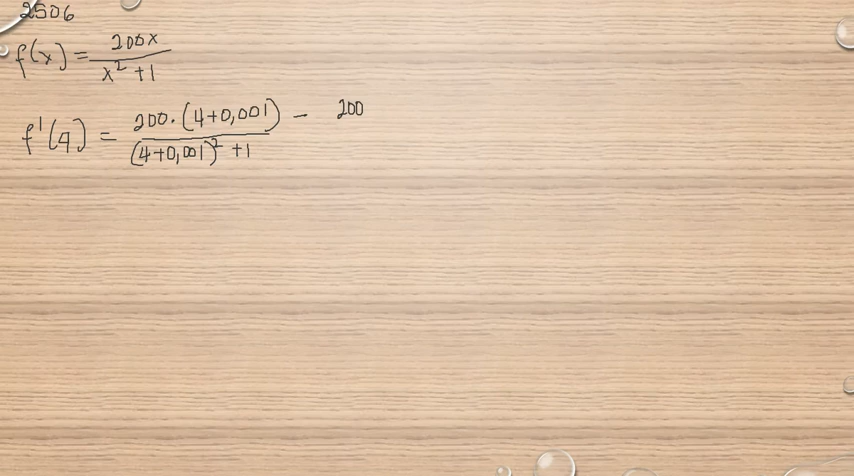 2506
f(x) = 200x / x² + 1
f'(4) = 200·(4+0,001) / (4+0,001)² + 1 − 200